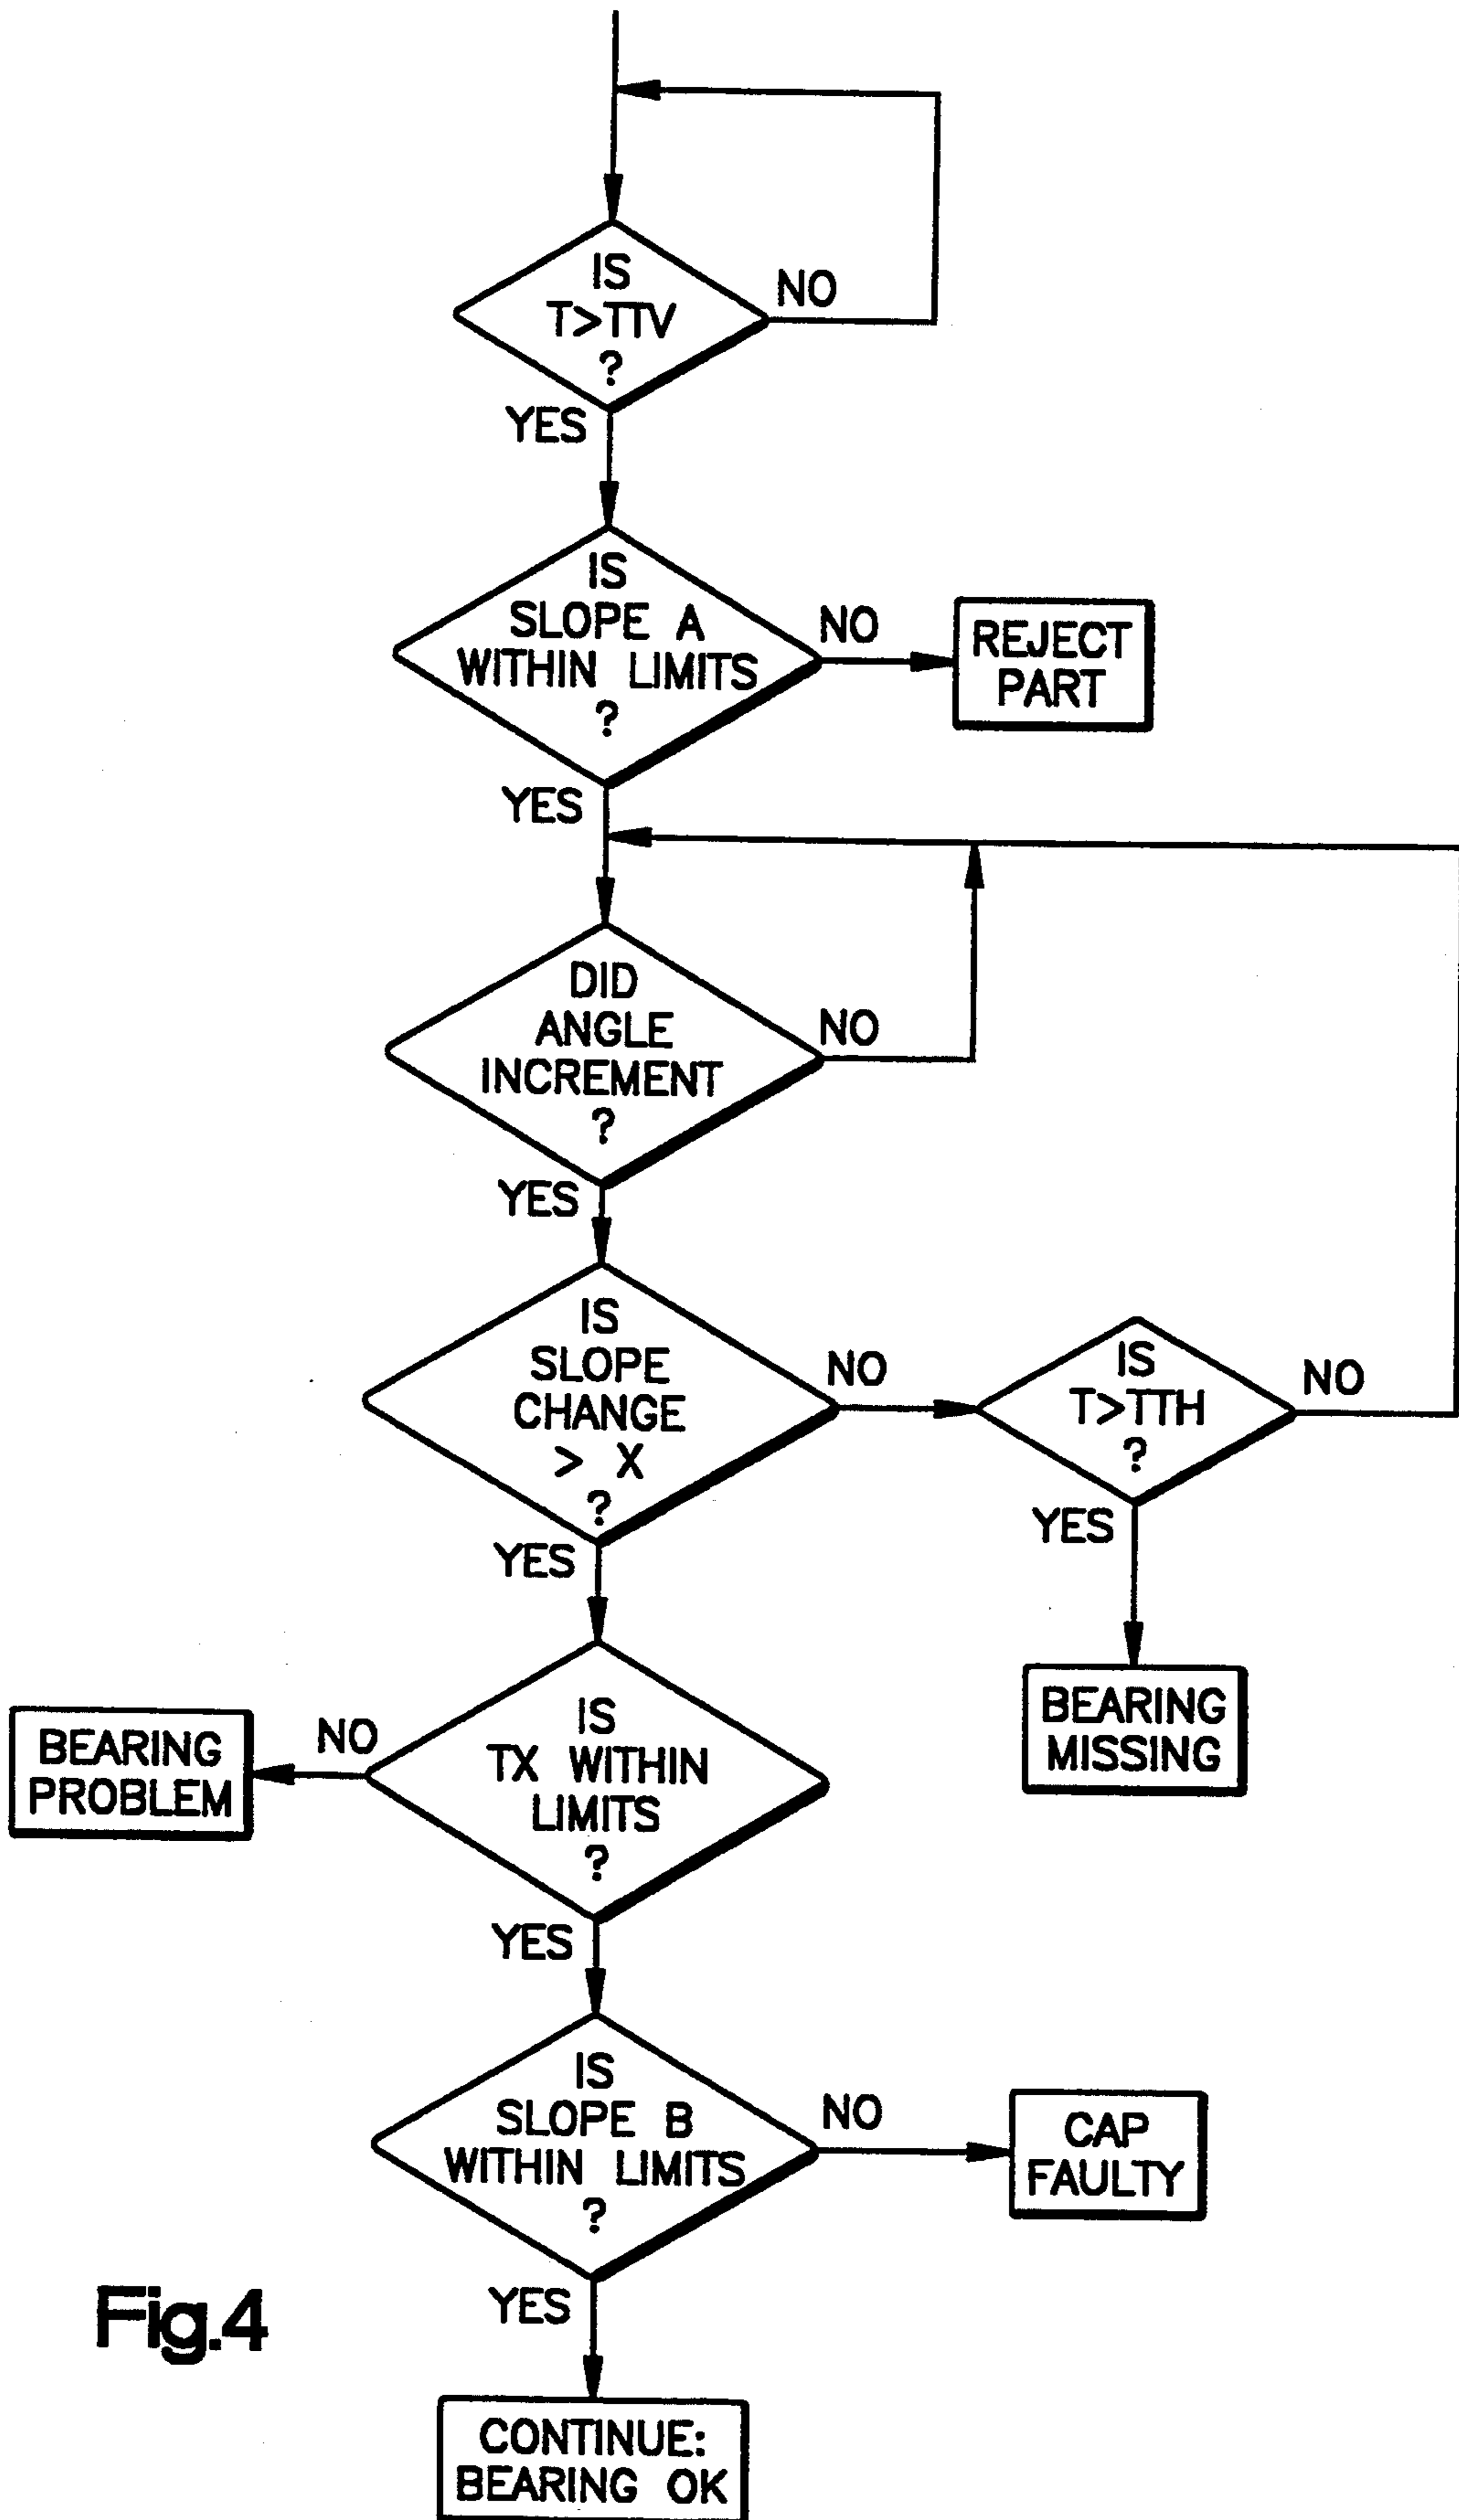 IS
T>TTV
?
NO
YES
IS
SLOPE A
WITHIN LIMITS
?
NO
REJECT
PART
YES
DID
ANGLE
INCREMENT
?
NO
YES
IS
SLOPE
CHANGE
> X
?
NO
IS
T>TTH
?
NO
YES
BEARING
MISSING
YES
IS
TX WITHIN
LIMITS
?
NO
BEARING
PROBLEM
YES
IS
SLOPE B
WITHIN LIMITS
?
NO
CAP
FAULTY
YES
CONTINUE:
BEARING OK
Fig.4